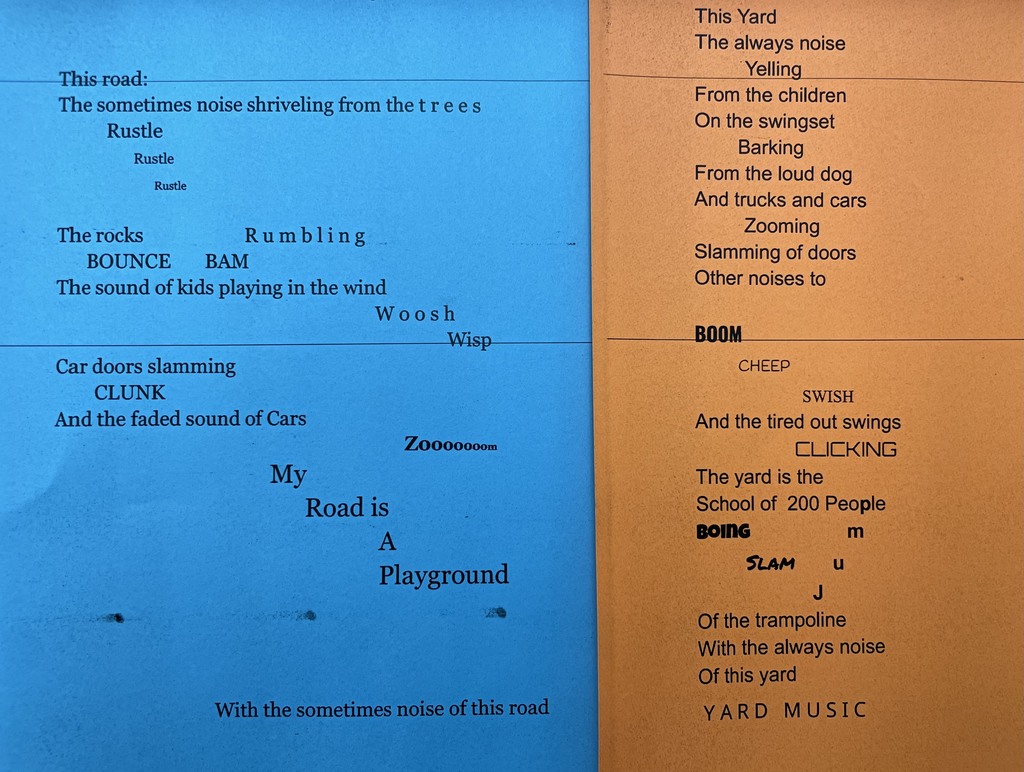 This road:
The sometimes noise shriveling from the t r e e s
Rustle
Rustle
Rustle
The rocks R u m b l i n g
BOUNCE BAM
The sound of kids playing in the wind
W o o s h
Wisp
Car doors slamming
CLUNK
And the faded sound of Cars
Zoooooooom
My
Road is
A
Playground
With the sometimes noise of this road
This Yard
The always noise
Yelling
From the children
On the swingset
Barking
From the loud dog
And trucks and cars
Zooming
Slamming of doors
Other noises to
BOOM
CHEEP
SWISH
And the tired out swings
CLICKING
The yard is the
School of 200 People
BOING m
SLAM u
J
Of the trampoline
With the always noise
Of this yard
YARD MUSIC